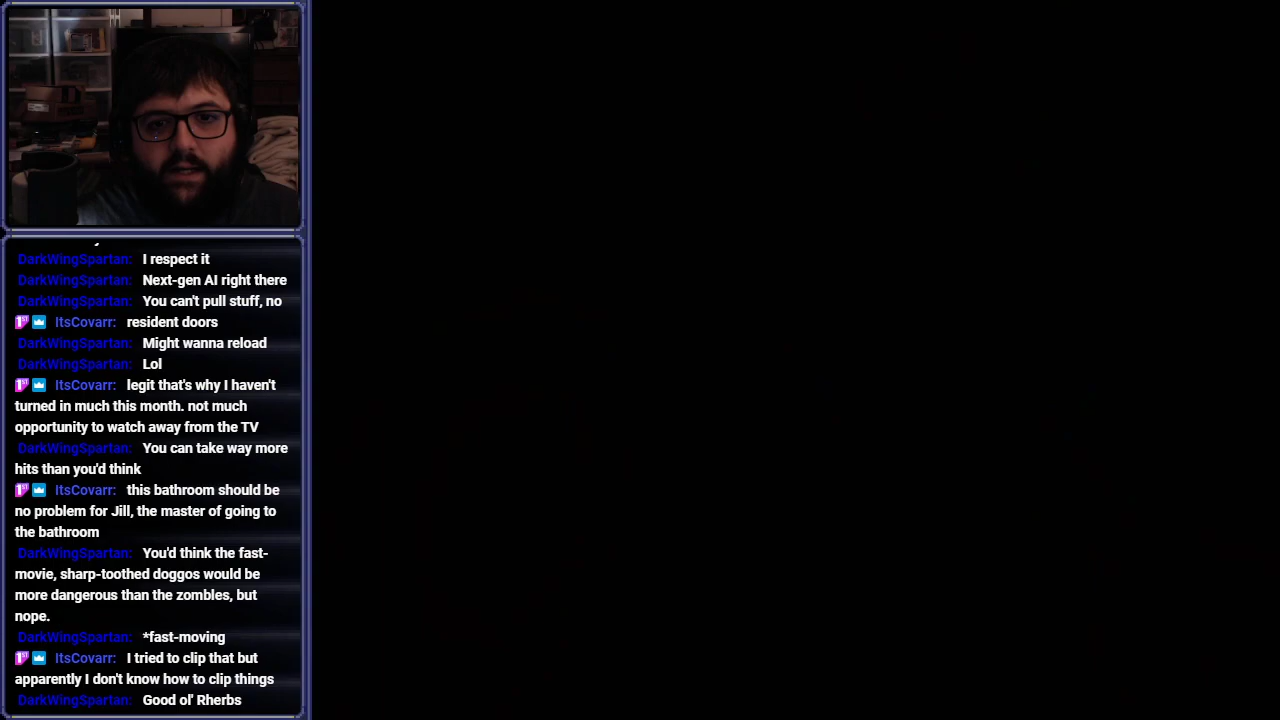 DarkWingSpartan: I respect it
DarkWingSpartan: Next-gen AI right there
DarkWingSpartan: You can't pull stuff, no
1ST ItsCovarr: resident doors
DarkWingSpartan: Might wanna reload
DarkWingSpartan: Lol
1ST ItsCovarr: legit that's why I haven't
turned in much this month. not much
opportunity to watch away from the TV
DarkWingSpartan: You can take way more
hits than you'd think
1ST ItsCovarr: this bathroom should be
no problem for Jill, the master of going to
the bathroom
DarkWingSpartan: You'd think the fast-
movie, sharp-toothed doggos would be
more dangerous than the zombles, but
nope.
DarkWingSpartan: *fast-moving
1ST ItsCovarr: I tried to clip that but
apparently I don't know how to clip things
DarkWingSpartan: Good ol' Rherbs